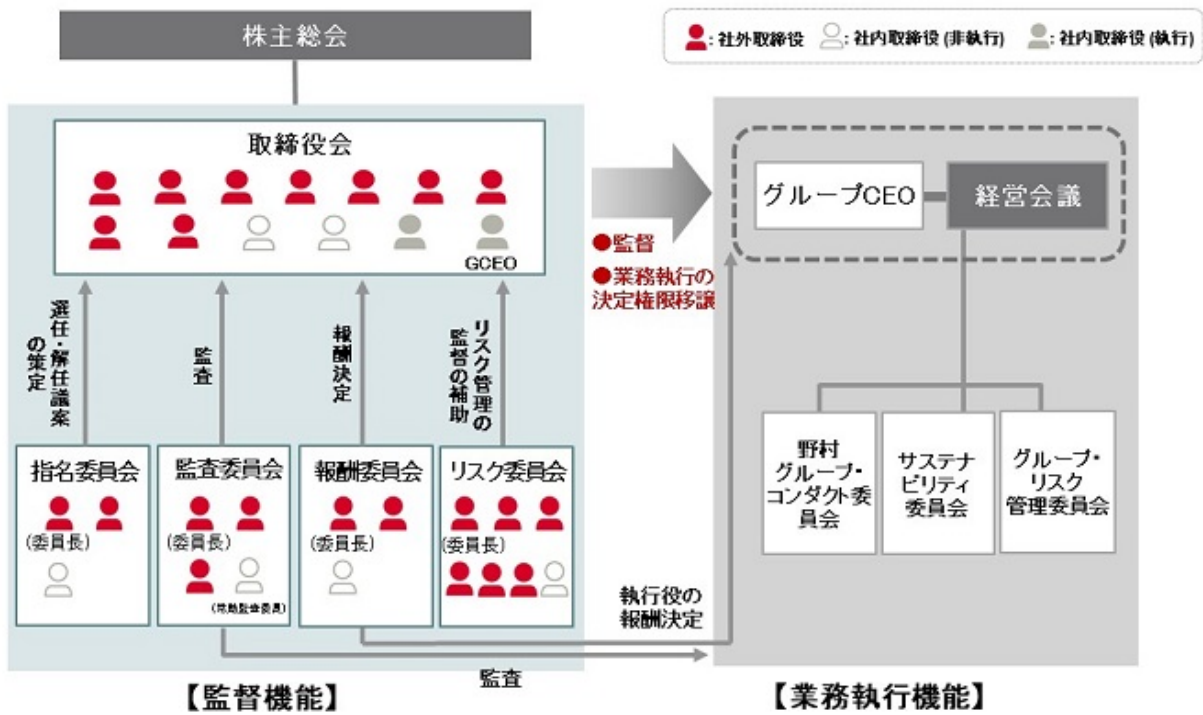 株主総会
:社外取締役
:社内取締役(非執行)
:社内取締役(執行)
取締役会
GCEO
選任・解任議案
の策定
監査
報酬決定
リスク管理の
監督の補助
指名委員会
(委員長)
監査委員会
(委員長)
(常勤監査委員)
報酬委員会
(委員長)
リスク委員会
(委員長)
●監督
●業務執行の
決定権限移譲
グループCEO
経営会議
野村
グループ・
コンダクト委
員会
サステナ
ビリティ
委員会
グループ・
リスク
管理委員会
執行役の
報酬決定
監査
【監督機能】
【業務執行機能】